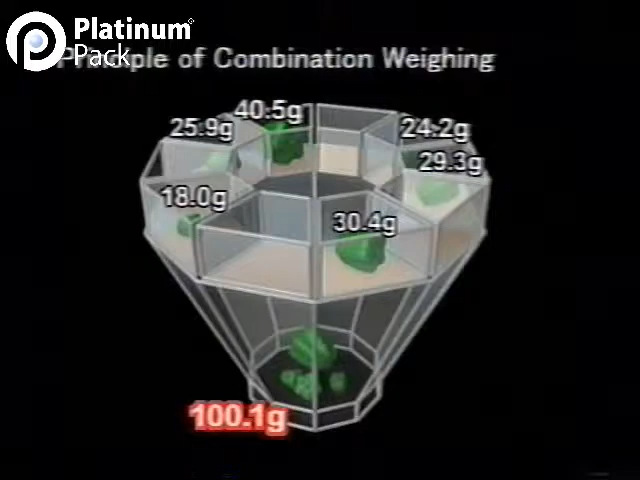 Platinum®
Pack
Principle of Combination Weighing
40.5g
25.9g
24.2g
29.3g
18.0g
30.4g
100.1g